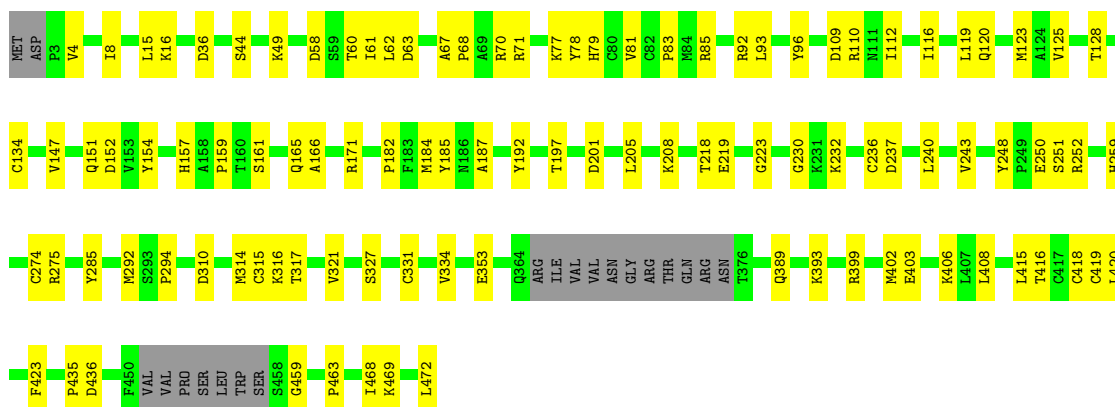 MET ASP P3 V4 I8 L15 K16 D36 S44 K49 D58 S59 T60 I61 L62 D63 A67 P68 A69 R70 R71 K77 Y78 H79 C80 V81 C82 P83 M84 R85 R92 L93 Y96 D109 R110 N111 I112 I116 L119 Q120 M123 A124 V125 T128
C134 V147 Q151 D152 V153 Y154 H157 A158 P159 T160 S161 Q165 A166 R171 P182 F183 M184 Y185 N186 A187 Y192 T197 D201 L205 K208 T218 E219 G223 G230 K231 K232 C236 D237 L240 V243 Y248 P249 E250 S251 R252
C274 R275 Y285 M292 S293 P294 D310 M314 C315 K316 T317 V321 S327 C331 V334 E353 Q364 ARG ILE VAL VAL ASN GLY ARG THR GLN ARG ASN T376 Q389 K393 R399 M402 E403 K406 L407 L408 L415 T416 C417 C418 C419
F423 P435 D436 F450 VAL VAL PRO SER LEU TRP SER S458 G459 P463 I468 K469 L472